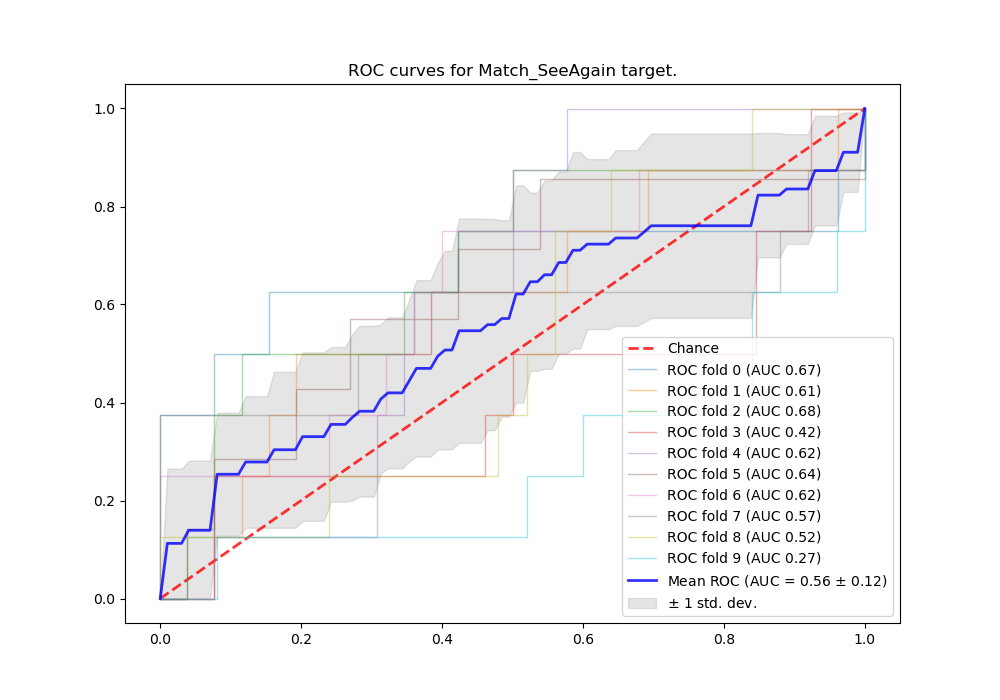 ROC curves for Match_SeeAgain target.
1.0
0.8
0.6
0.4
0.2
0.0
0.0 0.2 0.4 0.6 0.8 1.0
Chance
ROC fold 0 (AUC 0.67)
ROC fold 1 (AUC 0.61)
ROC fold 2 (AUC 0.68)
ROC fold 3 (AUC 0.42)
ROC fold 4 (AUC 0.62)
ROC fold 5 (AUC 0.64)
ROC fold 6 (AUC 0.62)
ROC fold 7 (AUC 0.57)
ROC fold 8 (AUC 0.52)
ROC fold 9 (AUC 0.27)
Mean ROC (AUC = 0.56 ± 0.12)
± 1 std. dev.